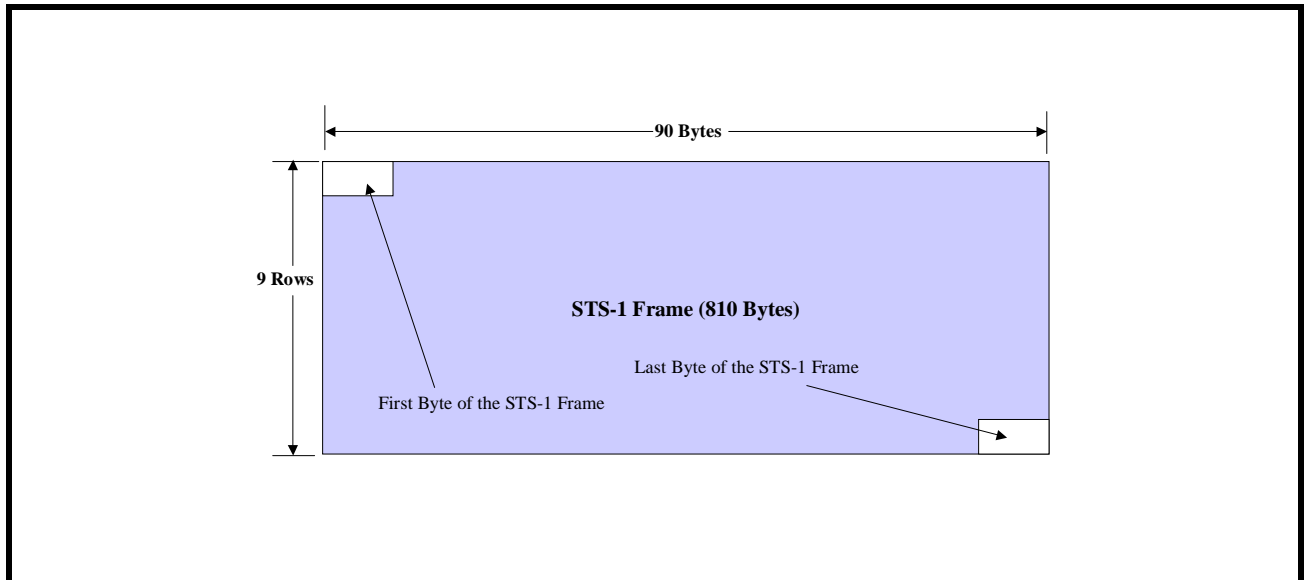 90 Bytes
9 Rows
STS-1 Frame (810 Bytes)
Last Byte of the STS-1 Frame
First Byte of the STS-1 Frame